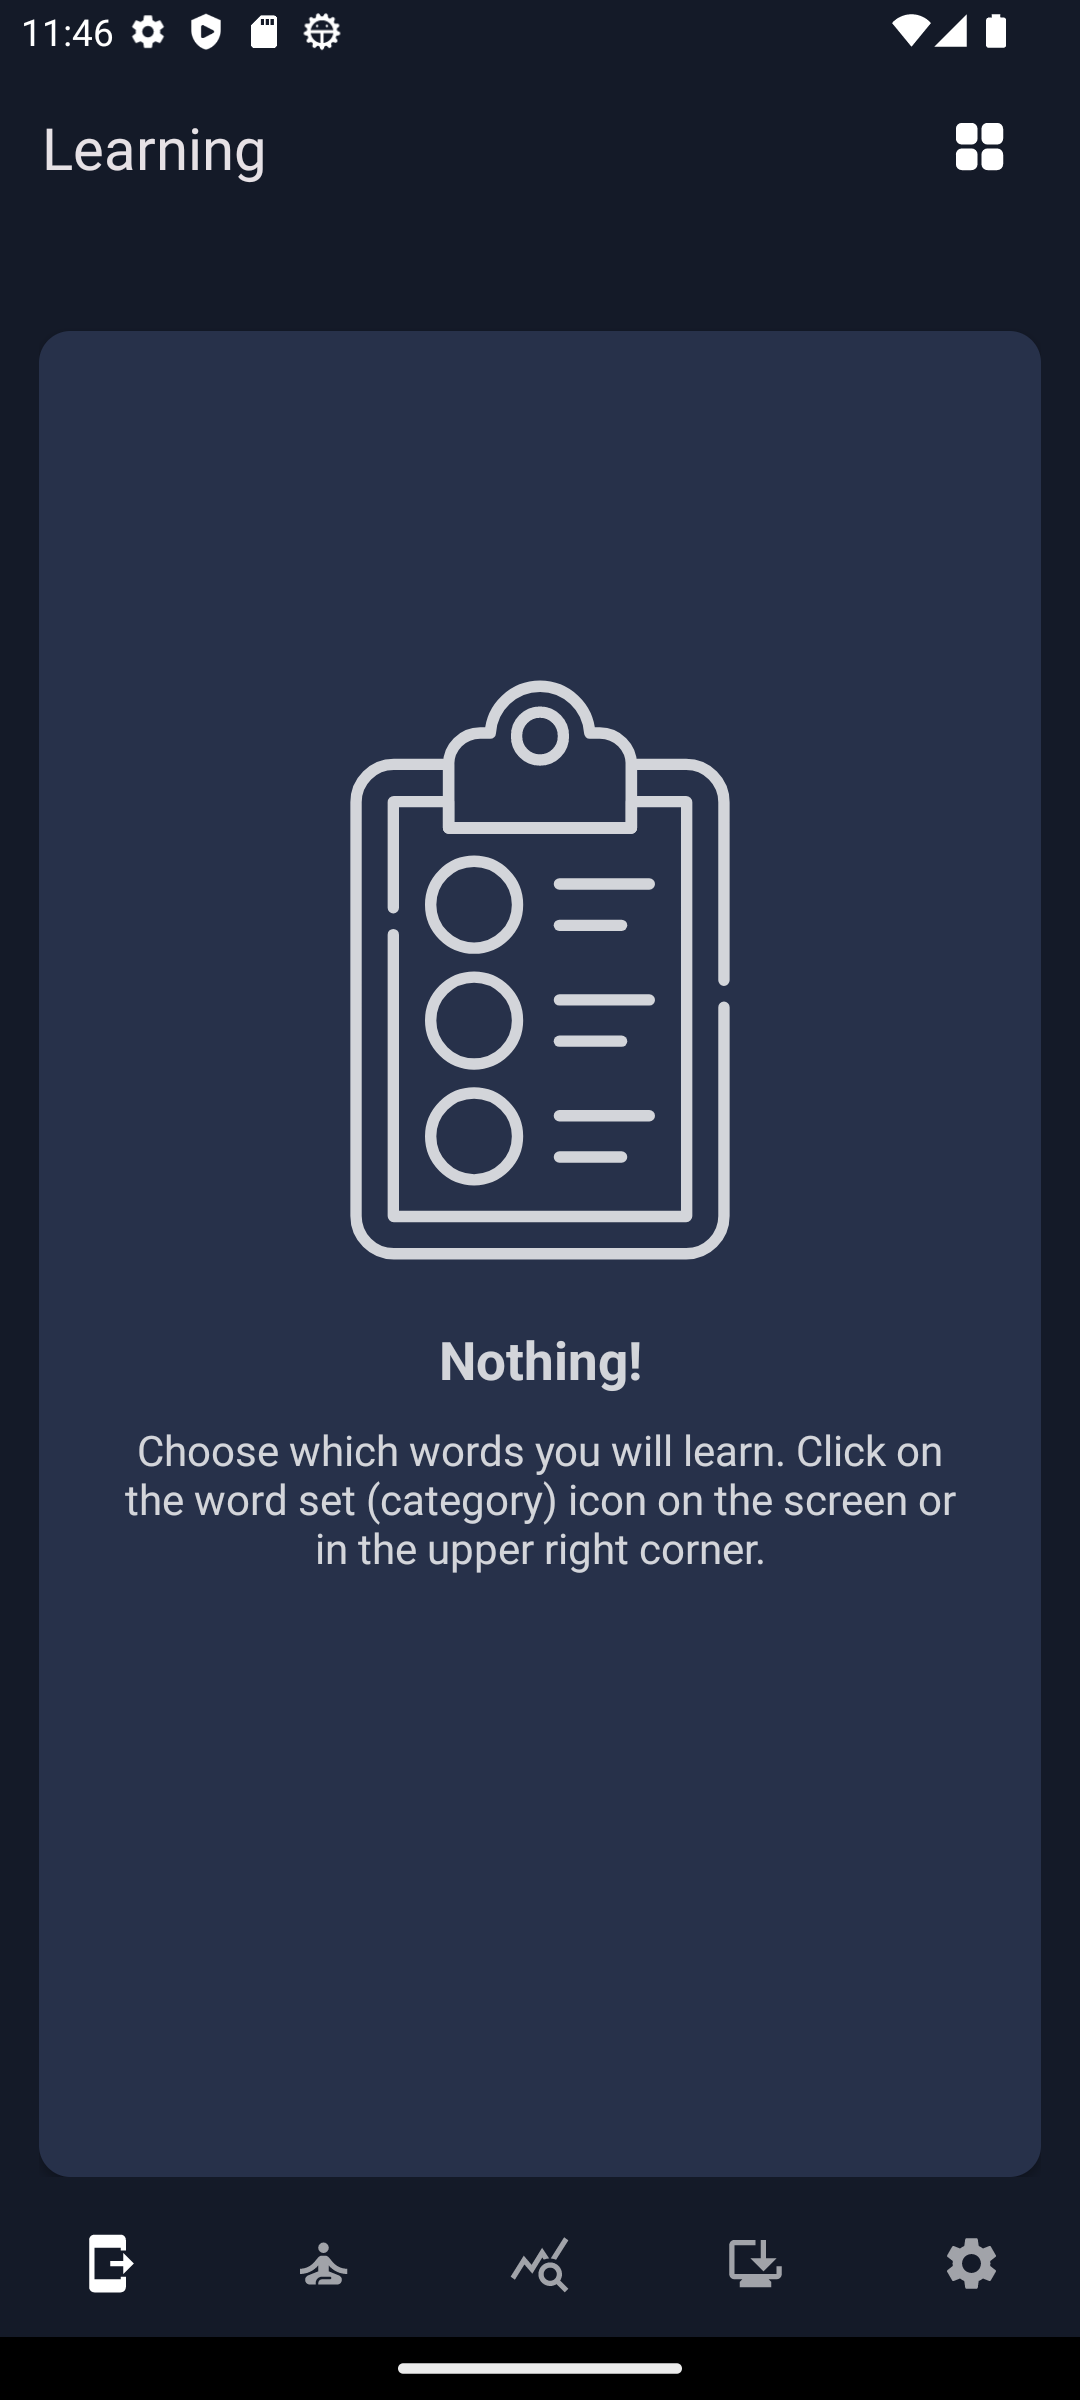 11:46
Learning
Nothing!
Choose which words you will learn. Click on
the word set (category) icon on the screen or
in the upper right corner.